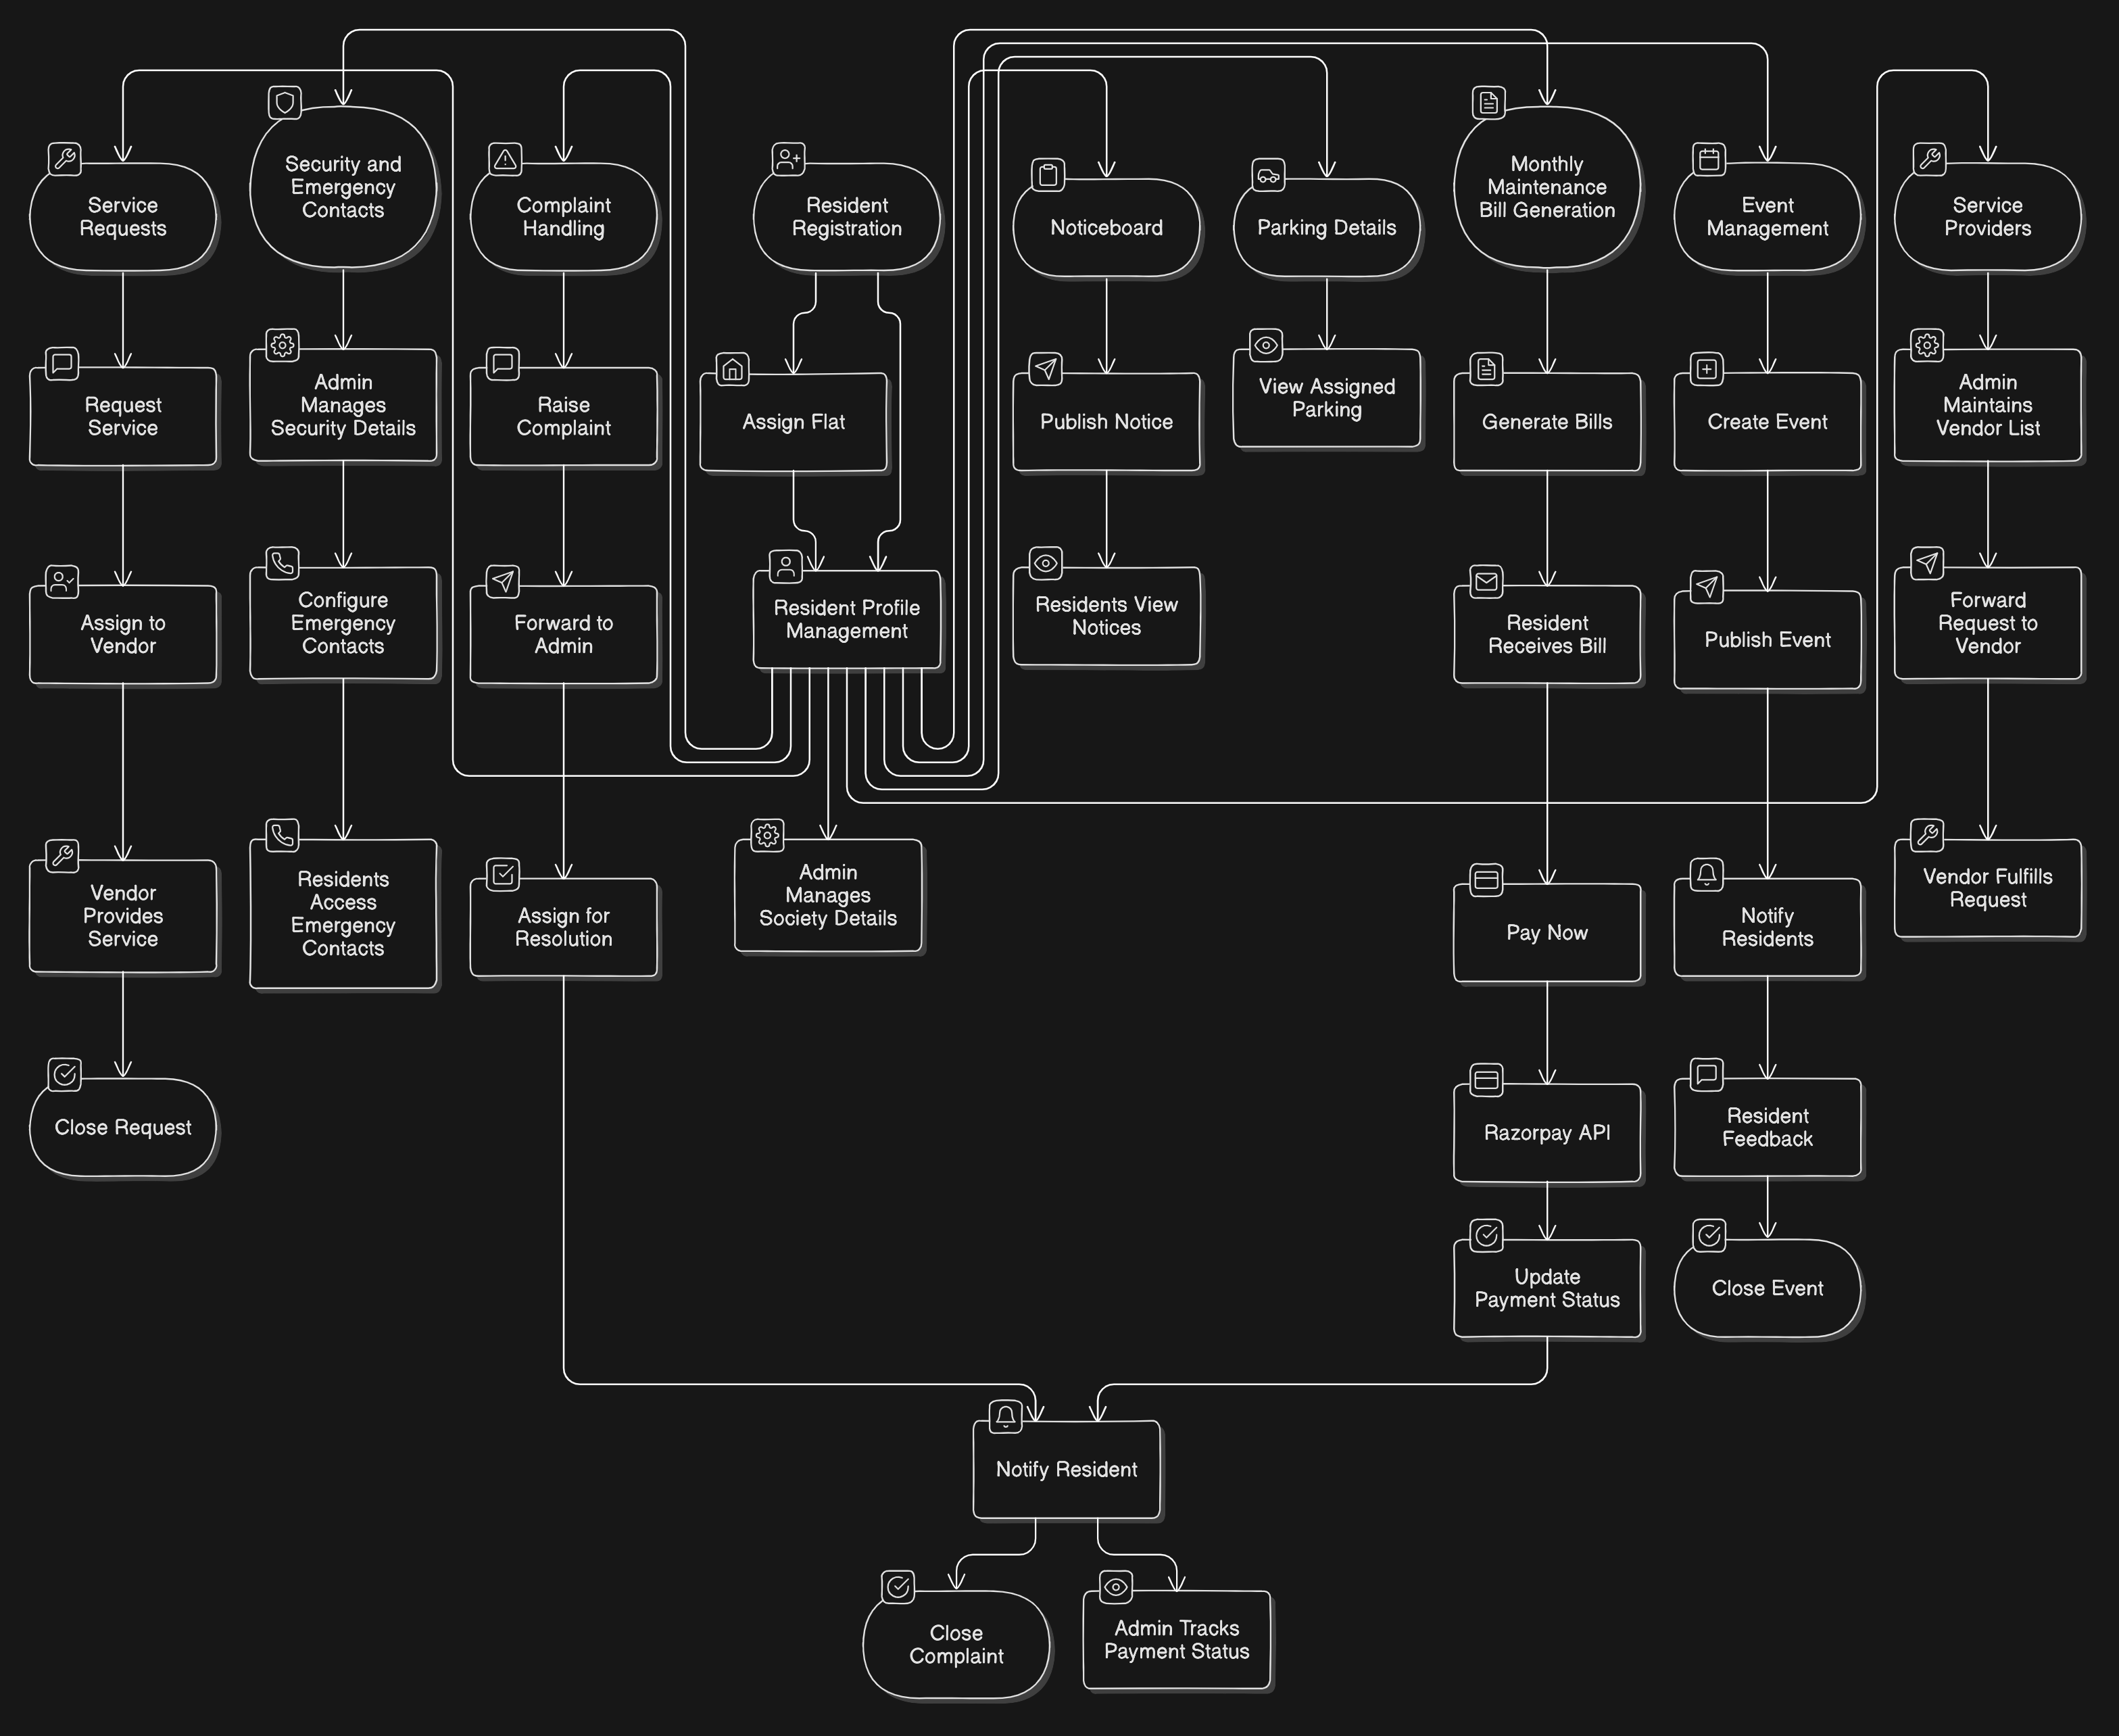 Service
Requests
Security and
Emergency
Contacts
Complaint
Handling
Resident
Registration
Noticeboard
Parking Details
Monthly
Maintenance
Bill Generation
Event
Management
Service
Providers
Request
Service
Admin
Manages
Security Details
Raise
Complaint
Assign Flat
Publish Notice
View Assigned
Parking
Generate Bills
Create Event
Admin
Maintains
Vendor List
Assign to
Vendor
Configure
Emergency
Contacts
Forward to
Admin
Resident Profile
Management
Residents View
Notices
Resident
Receives Bill
Publish Event
Forward
Request to
Vendor
Vendor
Provides
Service
Residents
Access
Emergency
Contacts
Assign for
Resolution
Admin
Manages
Society Details
Pay Now
Notify
Residents
Vendor Fulfills
Request
Close Request
Razorpay API
Resident
Feedback
Update
Payment Status
Close Event
Notify Resident
Close
Complaint
Admin Tracks
Payment Status